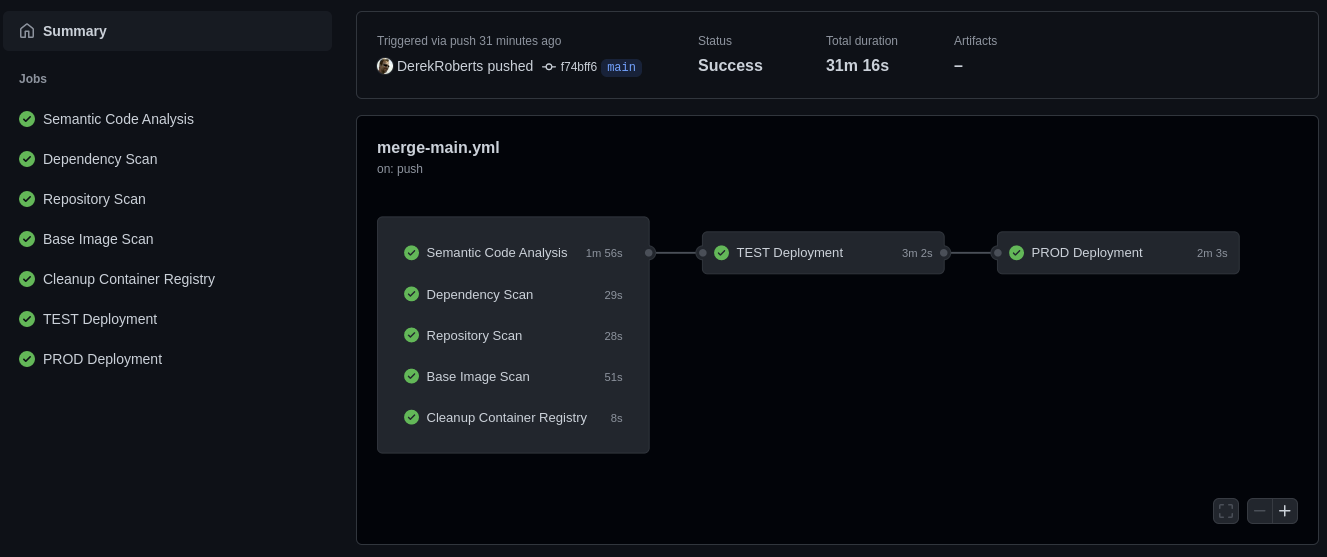 Summary
Jobs
Semantic Code Analysis
Dependency Scan
Repository Scan
Base Image Scan
Cleanup Container Registry
TEST Deployment
PROD Deployment
Triggered via push 31 minutes ago
DerekRoberts pushed f74bff6 main
Status
Success
Total duration
31m 16s
Artifacts
–
merge-main.yml
on: push
Semantic Code Analysis 1m 56s
Dependency Scan 29s
Repository Scan 28s
Base Image Scan 51s
Cleanup Container Registry 8s
TEST Deployment 3m 2s
PROD Deployment 2m 3s